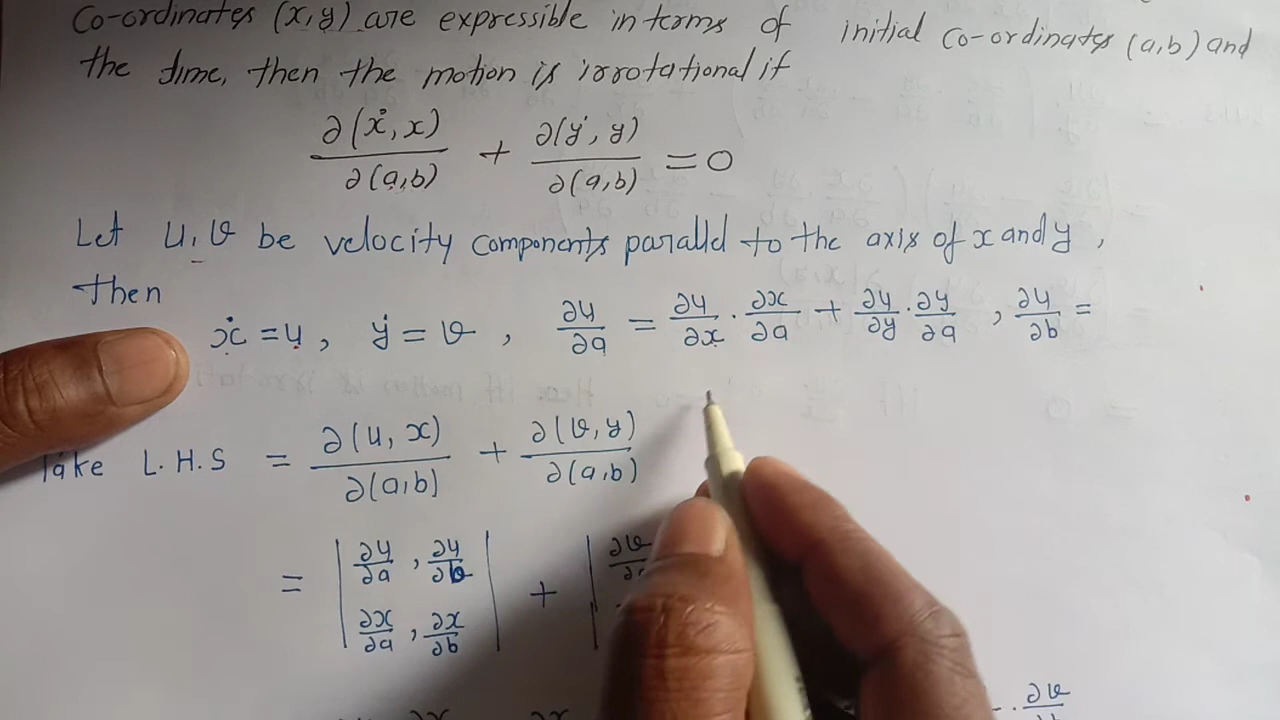 Co-ordinates (x,y) are expressible in terms of initial co-ordinates (a,b) and
the time, then the motion is irrotational if
∂(ẋ, x)/∂(a,b) + ∂(ẏ, y)/∂(a,b) = 0
Let u, v be velocity components parallel to the axis of x and y,
then
ẋ = u, ẏ = v, ∂u/∂a = ∂u/∂x · ∂x/∂a + ∂u/∂y · ∂y/∂a, ∂u/∂b =
Take L.H.S = ∂(u, x)/∂(a,b) + ∂(v, y)/∂(a,b)
= | ∂u/∂a , ∂u/∂b | + | ∂v/
| ∂x/∂a , ∂x/∂b |